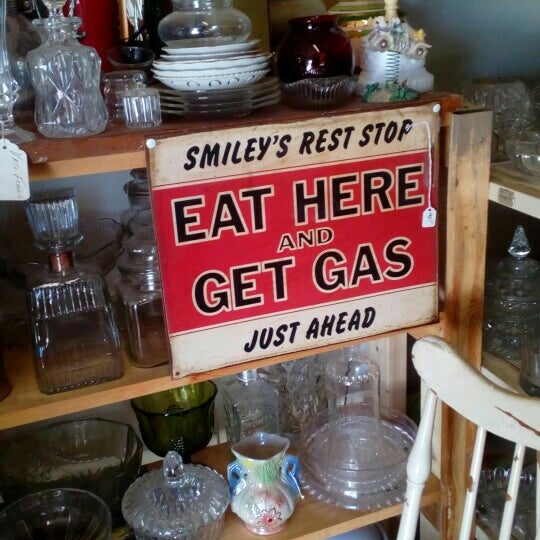 SMILEY'S REST STOP
EAT HERE
AND
GET GAS
JUST AHEAD